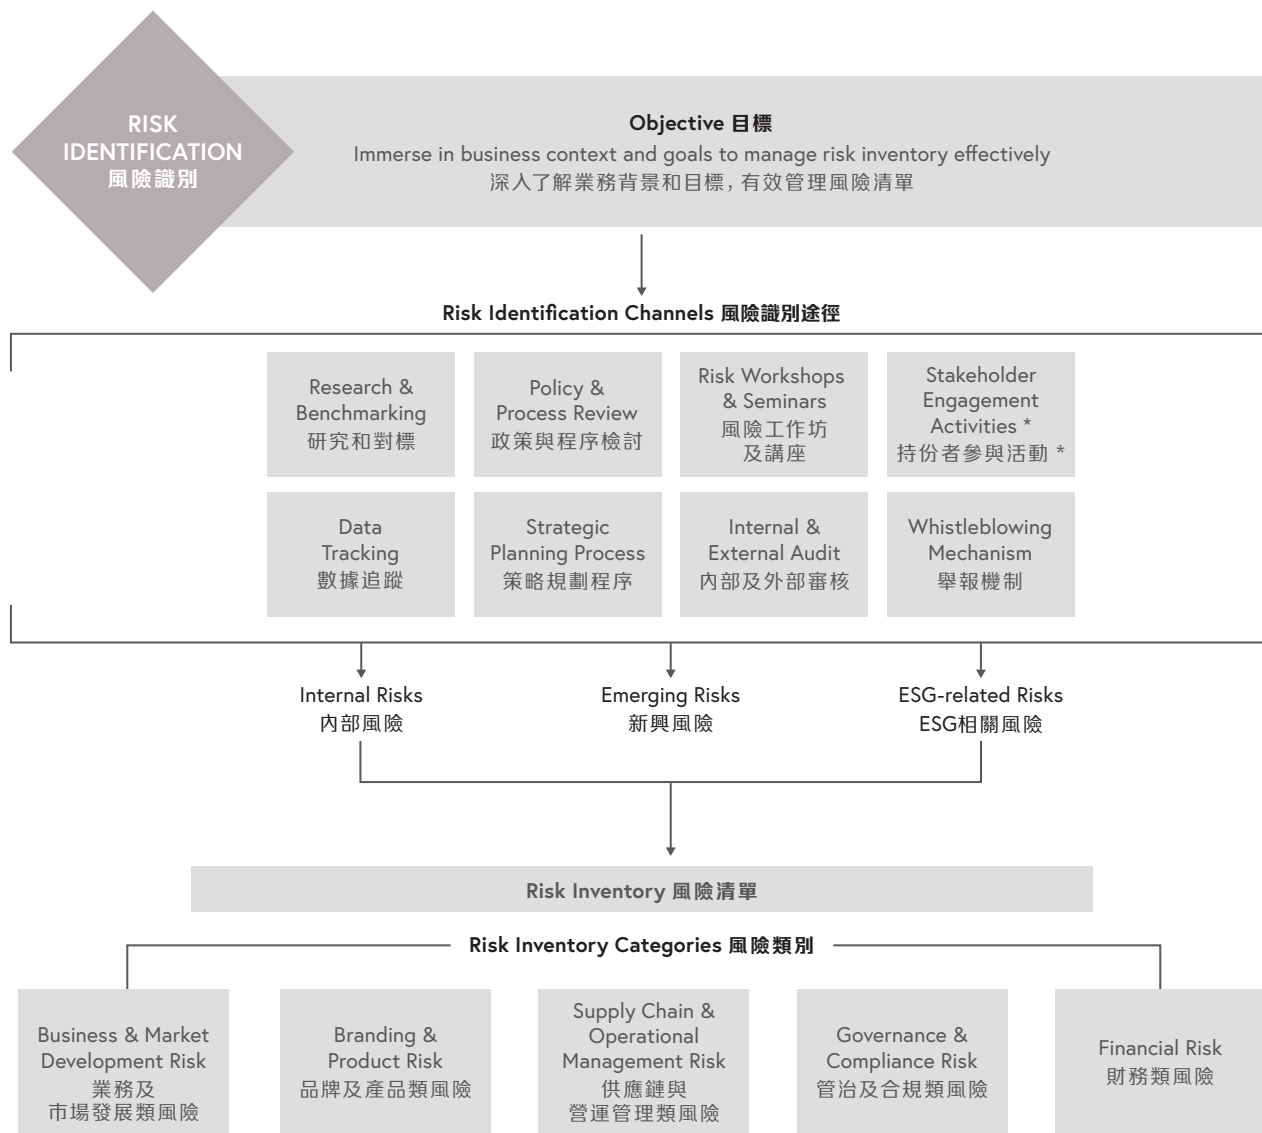 RISK
IDENTIFICATION
風險識別
Objective 目標
Immerse in business context and goals to manage risk inventory effectively
深入了解業務背景和目標，有效管理風險清單
Risk Identification Channels 風險識別途徑
Research &
Benchmarking
研究和對標
Policy &
Process Review
政策與程序檢討
Risk Workshops
& Seminars
風險工作坊
及講座
Stakeholder
Engagement
Activities *
持份者參與活動 *
Data
Tracking
數據追蹤
Strategic
Planning Process
策略規劃程序
Internal &
External Audit
內部及外部審核
Whistleblowing
Mechanism
舉報機制
Internal Risks
內部風險
Emerging Risks
新興風險
ESG-related Risks
ESG相關風險
Risk Inventory 風險清單
Risk Inventory Categories 風險類別
Business & Market
Development Risk
業務及
市場發展類風險
Branding &
Product Risk
品牌及產品類風險
Supply Chain &
Operational
Management Risk
供應鏈與
營運管理類風險
Governance &
Compliance Risk
管治及合規類風險
Financial Risk
財務類風險